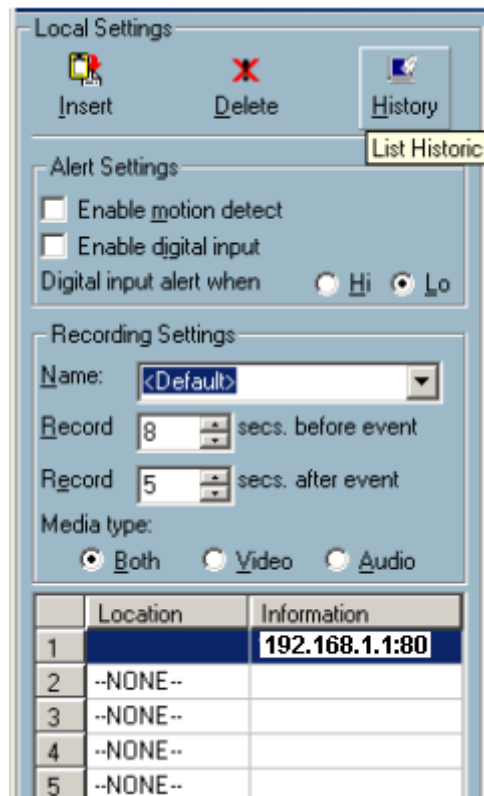 Local Settings
Insert Delete History
List Historic
Alert Settings
Enable motion detect
Enable digital input
Digital input alert when Hi Lo
Recording Settings
Name: <Default>
Record 8 secs. before event
Record 5 secs. after event
Media type:
Both Video Audio
Location Information
1 192.168.1.1:80
2 --NONE--
3 --NONE--
4 --NONE--
5 --NONE--